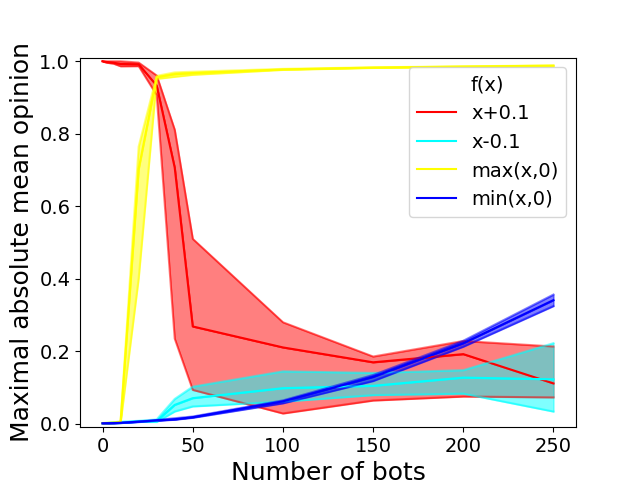 Maximal absolute mean opinion
1.0
0.8
0.6
0.4
0.2
0.0
0
50
100
150
200
250
Number of bots
f(x)
x+0.1
x-0.1
max(x,0)
min(x,0)